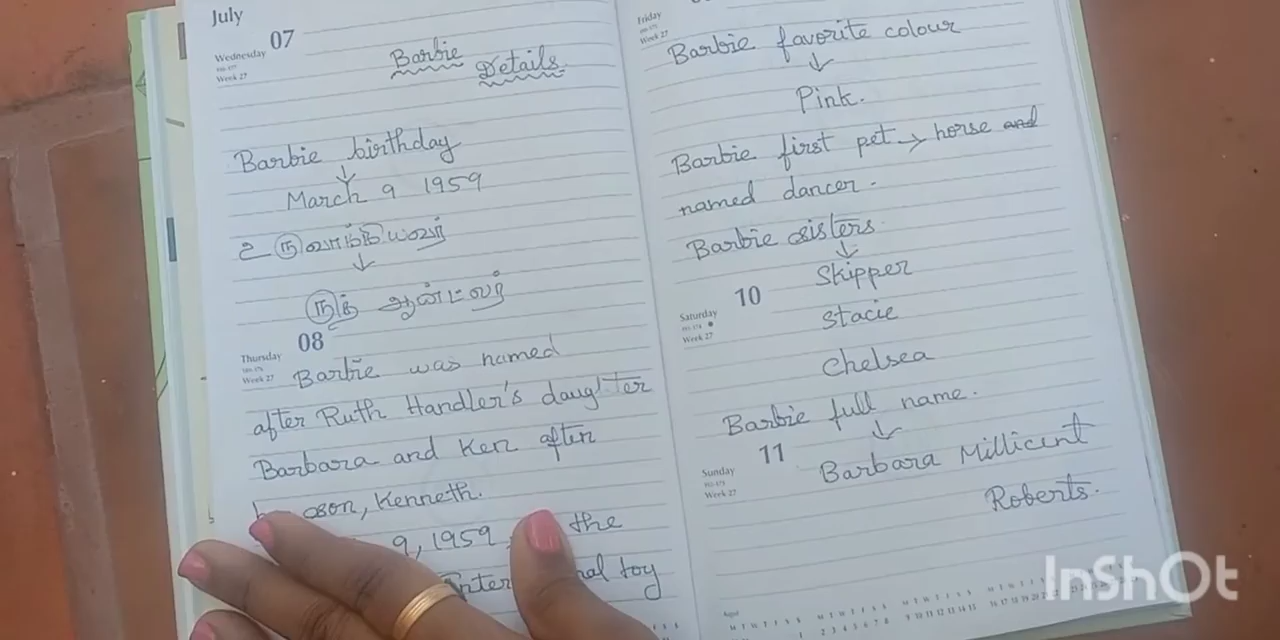 July
Wednesday 07
Week 27
Barbie Details
Barbie birthday
↓
March 9 1959
உருவாக்கியவர்
↓
ரூத் ஆண்ட்லர்
Thursday 08
Week 27
Barbie was named
after Ruth Handler's daughter
Barbara and Ken after
son, Kenneth.
9, 1959 the
toy
Friday
Week 27
Barbie favorite colour
↓
Pink.
Barbie first pet → horse and
named dancer.
Barbie sisters.
↓
Skipper
Saturday 10
Week 27
Stacie
Chelsea
Barbie full name.
↓
Sunday 11
Week 27
Barbara Millicent
Roberts.
August
InShOt